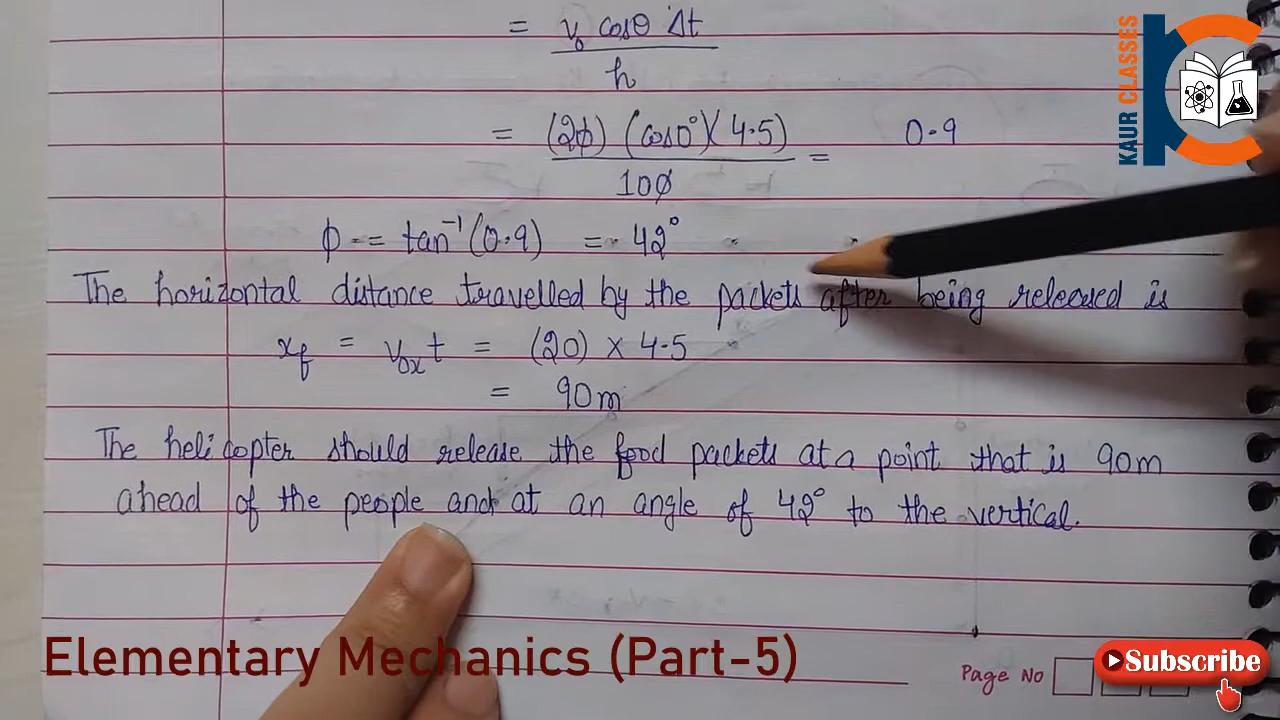 = v₀ cosθ Δt
h
= (20) (cos0°)(4.5) = 0.9
100
ϕ = tan⁻¹(0.9) = 42°
The horizontal distance travelled by the packets after being released is
x_f = v₀ₓt = (20) × 4.5
= 90m
The helicopter should release the food packets at a point that is 90m
ahead of the people and at an angle of 42° to the vertical.
KAUR CLASSES
Elementary Mechanics (Part-5)
Page No
Subscribe